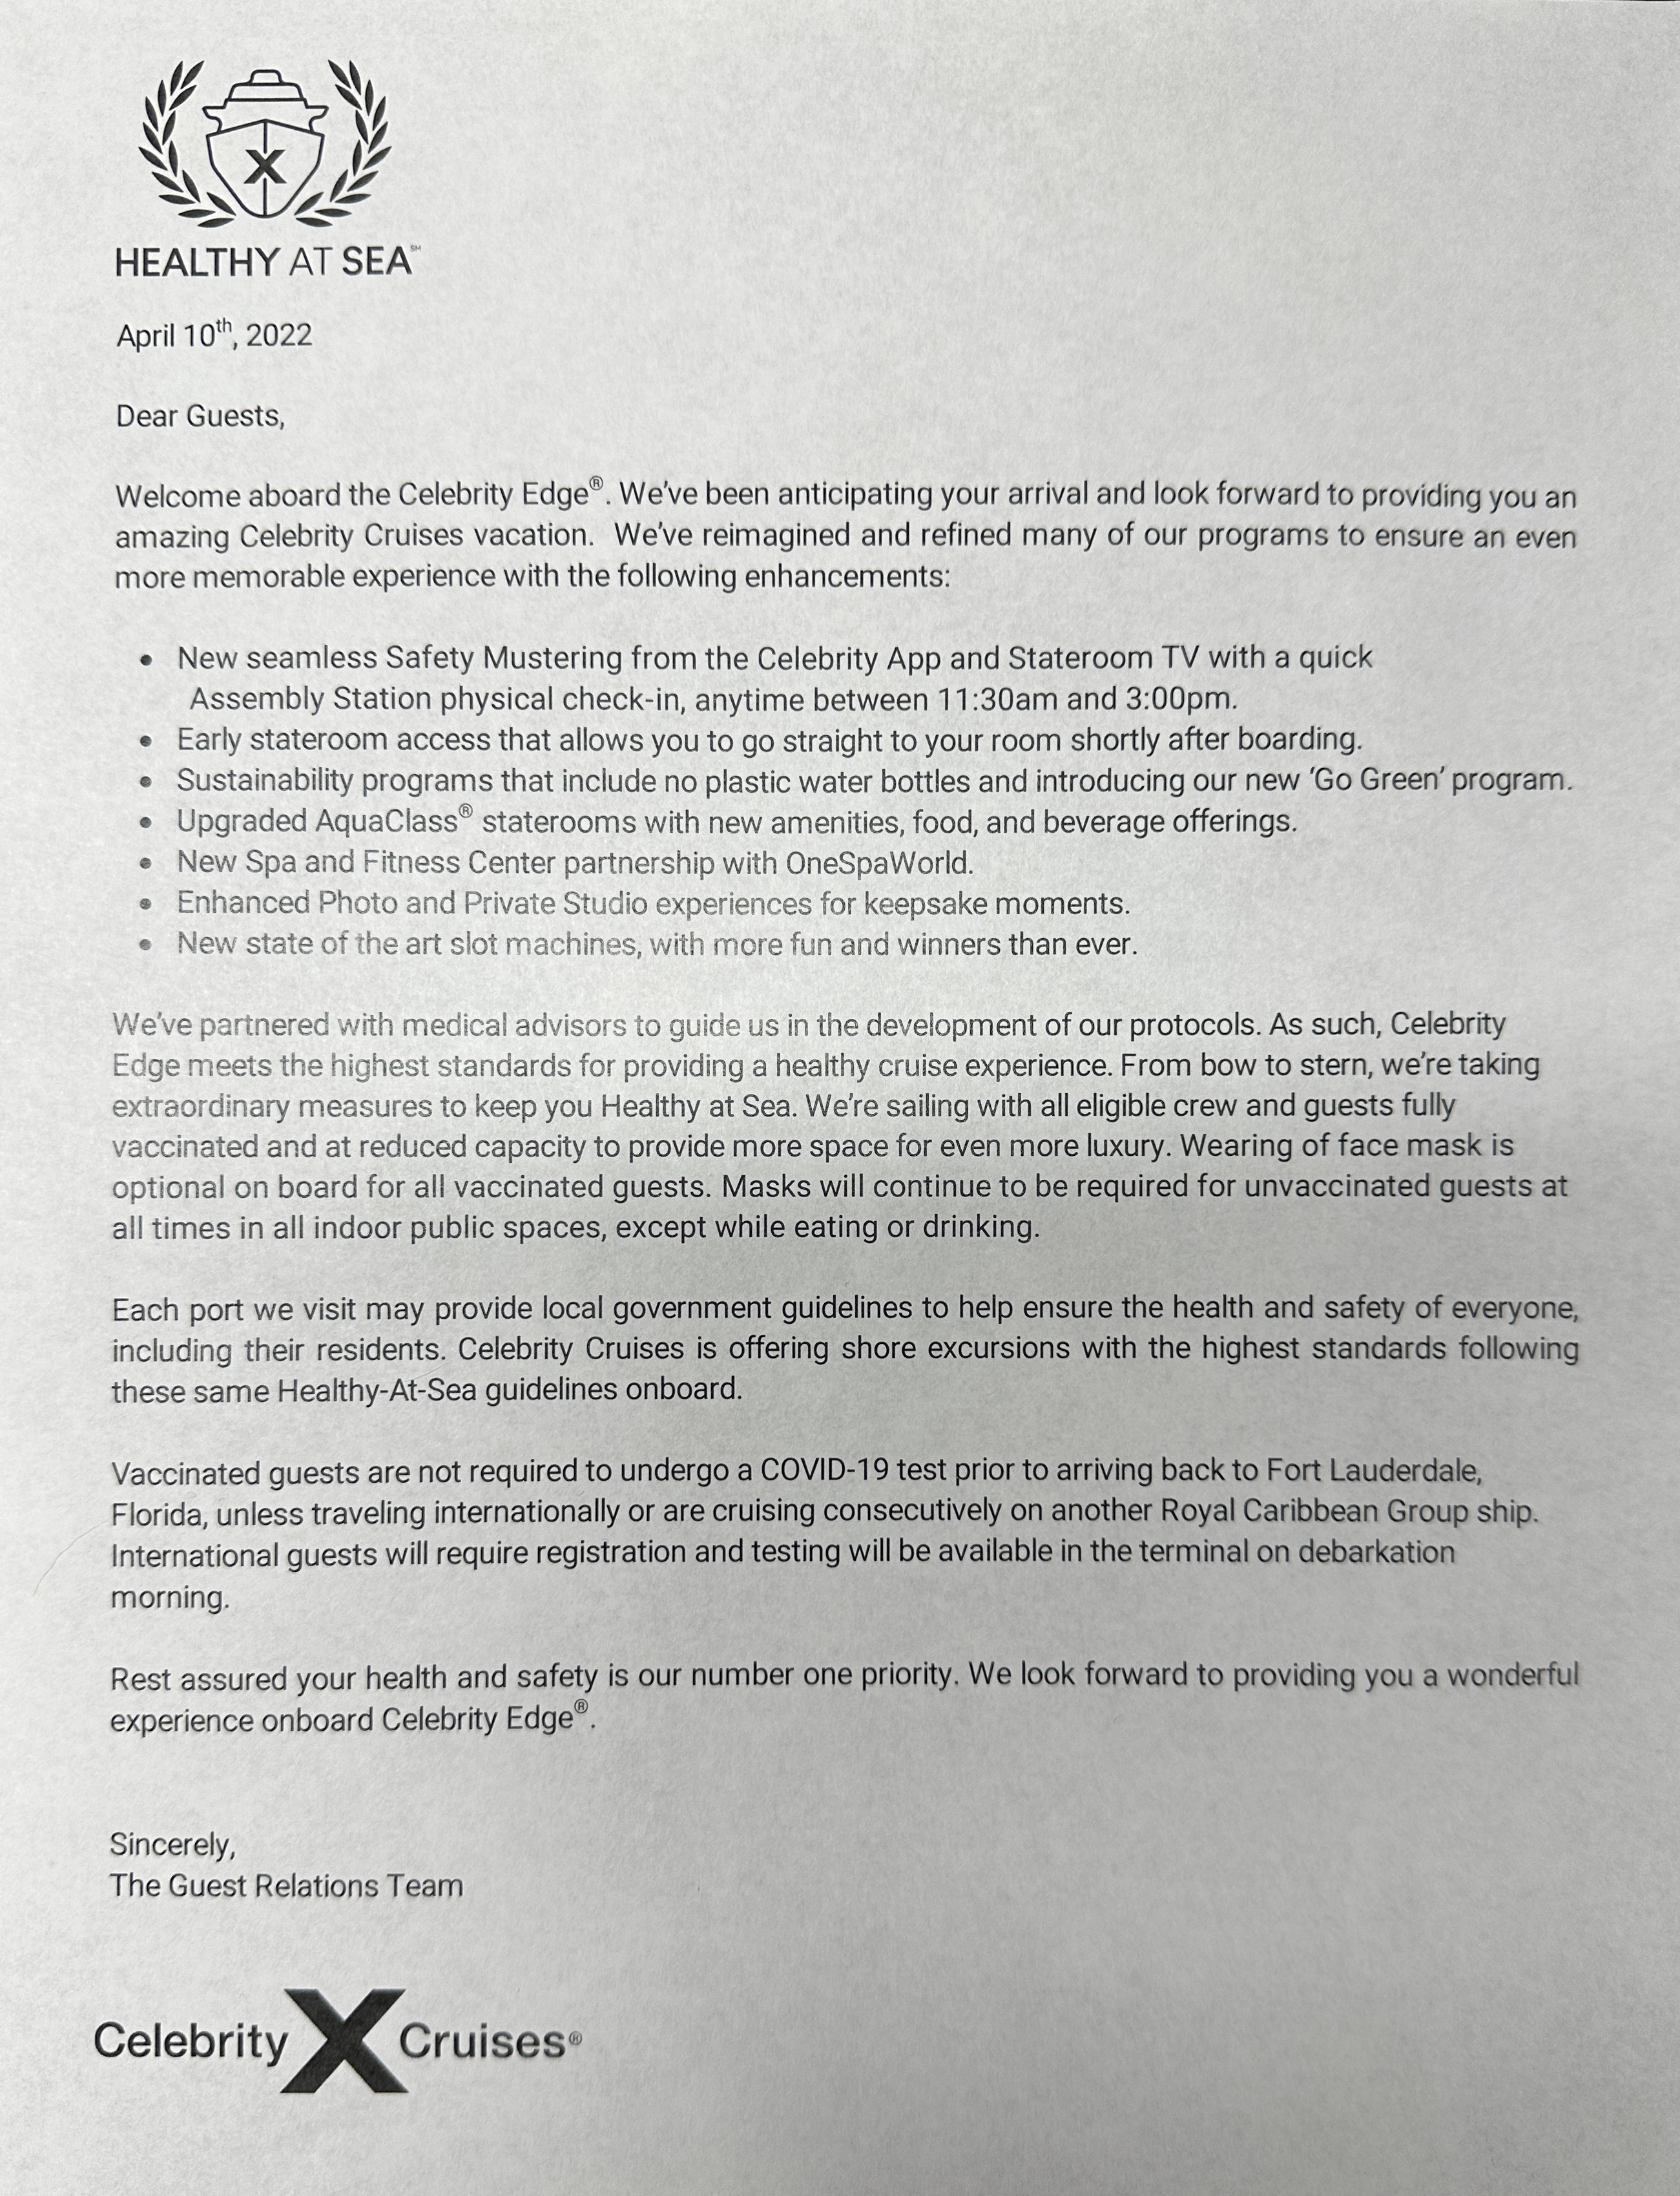 X
HEALTHY AT SEA℠
April 10th, 2022
Dear Guests,
Welcome aboard the Celebrity Edge®. We’ve been anticipating your arrival and look forward to providing you an
amazing Celebrity Cruises vacation.  We’ve reimagined and refined many of our programs to ensure an even
more memorable experience with the following enhancements:
• New seamless Safety Mustering from the Celebrity App and Stateroom TV with a quick
Assembly Station physical check-in, anytime between 11:30am and 3:00pm.
• Early stateroom access that allows you to go straight to your room shortly after boarding.
• Sustainability programs that include no plastic water bottles and introducing our new ‘Go Green’ program.
• Upgraded AquaClass® staterooms with new amenities, food, and beverage offerings.
• New Spa and Fitness Center partnership with OneSpaWorld.
• Enhanced Photo and Private Studio experiences for keepsake moments.
• New state of the art slot machines, with more fun and winners than ever.
We’ve partnered with medical advisors to guide us in the development of our protocols. As such, Celebrity
Edge meets the highest standards for providing a healthy cruise experience. From bow to stern, we’re taking
extraordinary measures to keep you Healthy at Sea. We’re sailing with all eligible crew and guests fully
vaccinated and at reduced capacity to provide more space for even more luxury. Wearing of face mask is
optional on board for all vaccinated guests. Masks will continue to be required for unvaccinated guests at
all times in all indoor public spaces, except while eating or drinking.
Each port we visit may provide local government guidelines to help ensure the health and safety of everyone,
including their residents. Celebrity Cruises is offering shore excursions with the highest standards following
these same Healthy-At-Sea guidelines onboard.
Vaccinated guests are not required to undergo a COVID-19 test prior to arriving back to Fort Lauderdale,
Florida, unless traveling internationally or are cruising consecutively on another Royal Caribbean Group ship.
International guests will require registration and testing will be available in the terminal on debarkation
morning.
Rest assured your health and safety is our number one priority. We look forward to providing you a wonderful
experience onboard Celebrity Edge®.
Sincerely,
The Guest Relations Team
Celebrity X Cruises®